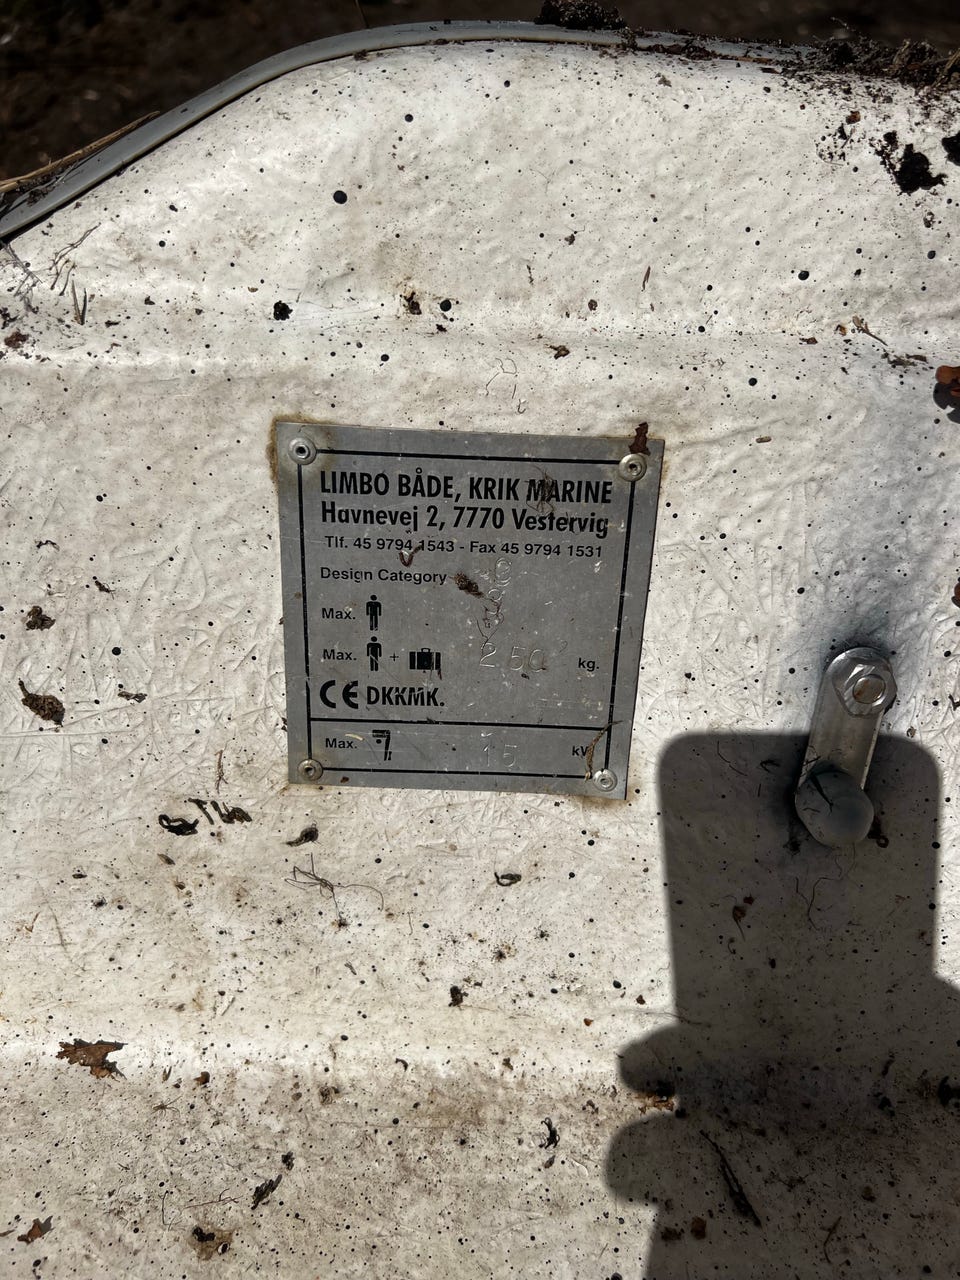 LIMBO BÅDE, KRIK MARINE
Havnevej 2, 7770 Vestervig
Tlf. 45 9794 1543 - Fax 45 9794 1531
Design Category C
Max.
Max. + 250 kg.
CE DKKMK.
Max. 15 kW